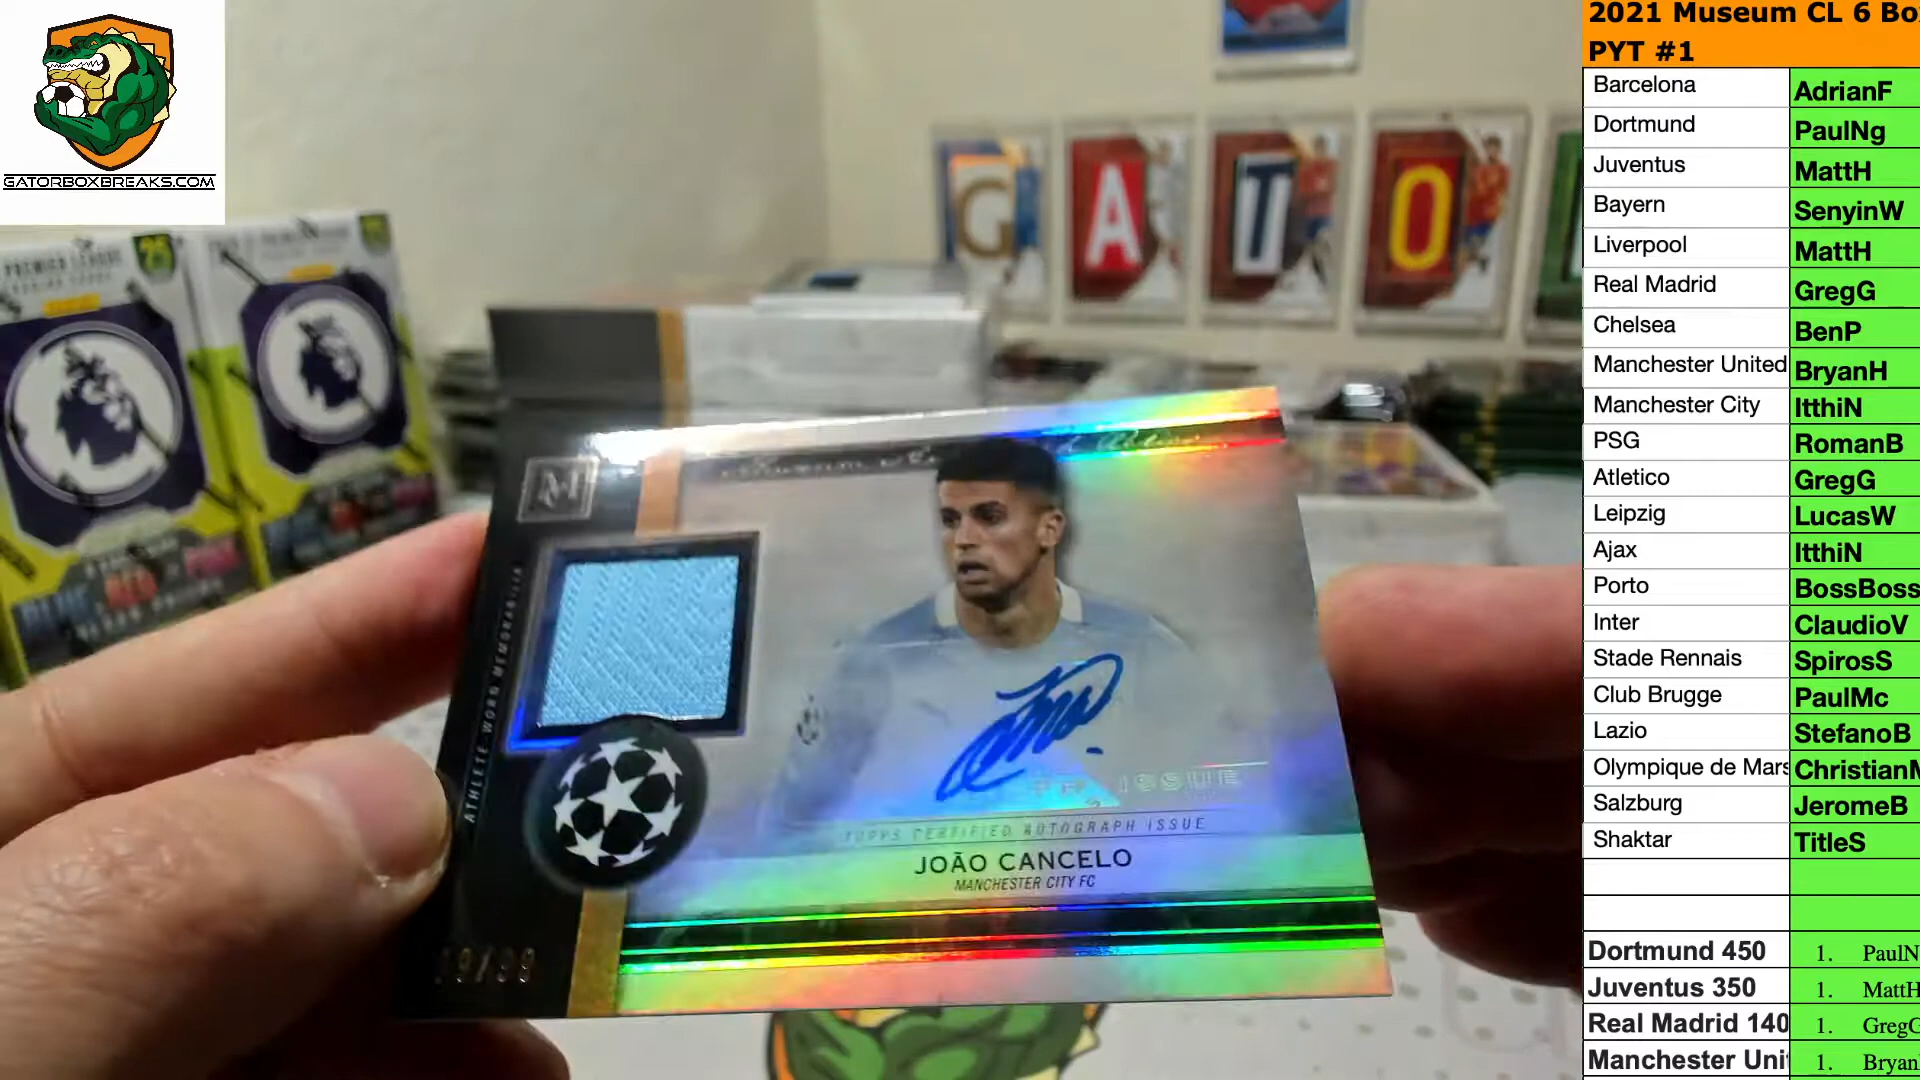 GATORBOXBREAKS.COM
PREMIER LEAGUE
G A T O
M
ATHLETE-WORN MEMORABILIA
ISSUE
TOPPS CERTIFIED AUTOGRAPH ISSUE
JOÃO CANCELO
MANCHESTER CITY FC
2021 Museum CL 6 Bo
PYT #1
Barcelona AdrianF
Dortmund PaulNg
Juventus MattH
Bayern SenyinW
Liverpool MattH
Real Madrid GregG
Chelsea BenP
Manchester United BryanH
Manchester City ItthiN
PSG RomanB
Atletico GregG
Leipzig LucasW
Ajax ItthiN
Porto BossBoss
Inter ClaudioV
Stade Rennais SpirosS
Club Brugge PaulMc
Lazio StefanoB
Olympique de Mars ChristianM
Salzburg JeromeB
Shaktar TitleS
Dortmund 450 1. PaulN
Juventus 350 1. MattH
Real Madrid 140 1. GregG
Manchester Uni 1. Bryan